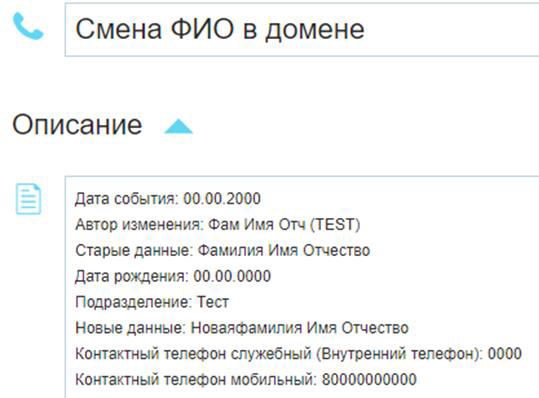 Смена ФИО в домене
Описание
Дата события: 00.00.2000
Автор изменения: Фам Имя Отч (TEST)
Старые данные: Фамилия Имя Отчество
Дата рождения: 00.00.0000
Подразделение: Тест
Новые данные: Новаяфамилия Имя Отчество
Контактный телефон служебный (Внутренний телефон): 0000
Контактный телефон мобильный: 80000000000